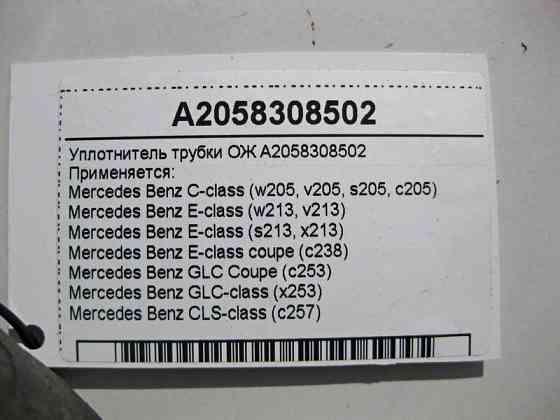 A2058308502
Уплотнитель трубки ОЖ A2058308502
Применяется:
Mercedes Benz C-class (w205, v205, s205, c205)
Mercedes Benz E-class (w213, v213)
Mercedes Benz E-class (s213, x213)
Mercedes Benz E-class coupe (c238)
Mercedes Benz GLC Coupe (c253)
Mercedes Benz GLC-class (x253)
Mercedes Benz CLS-class (c257)